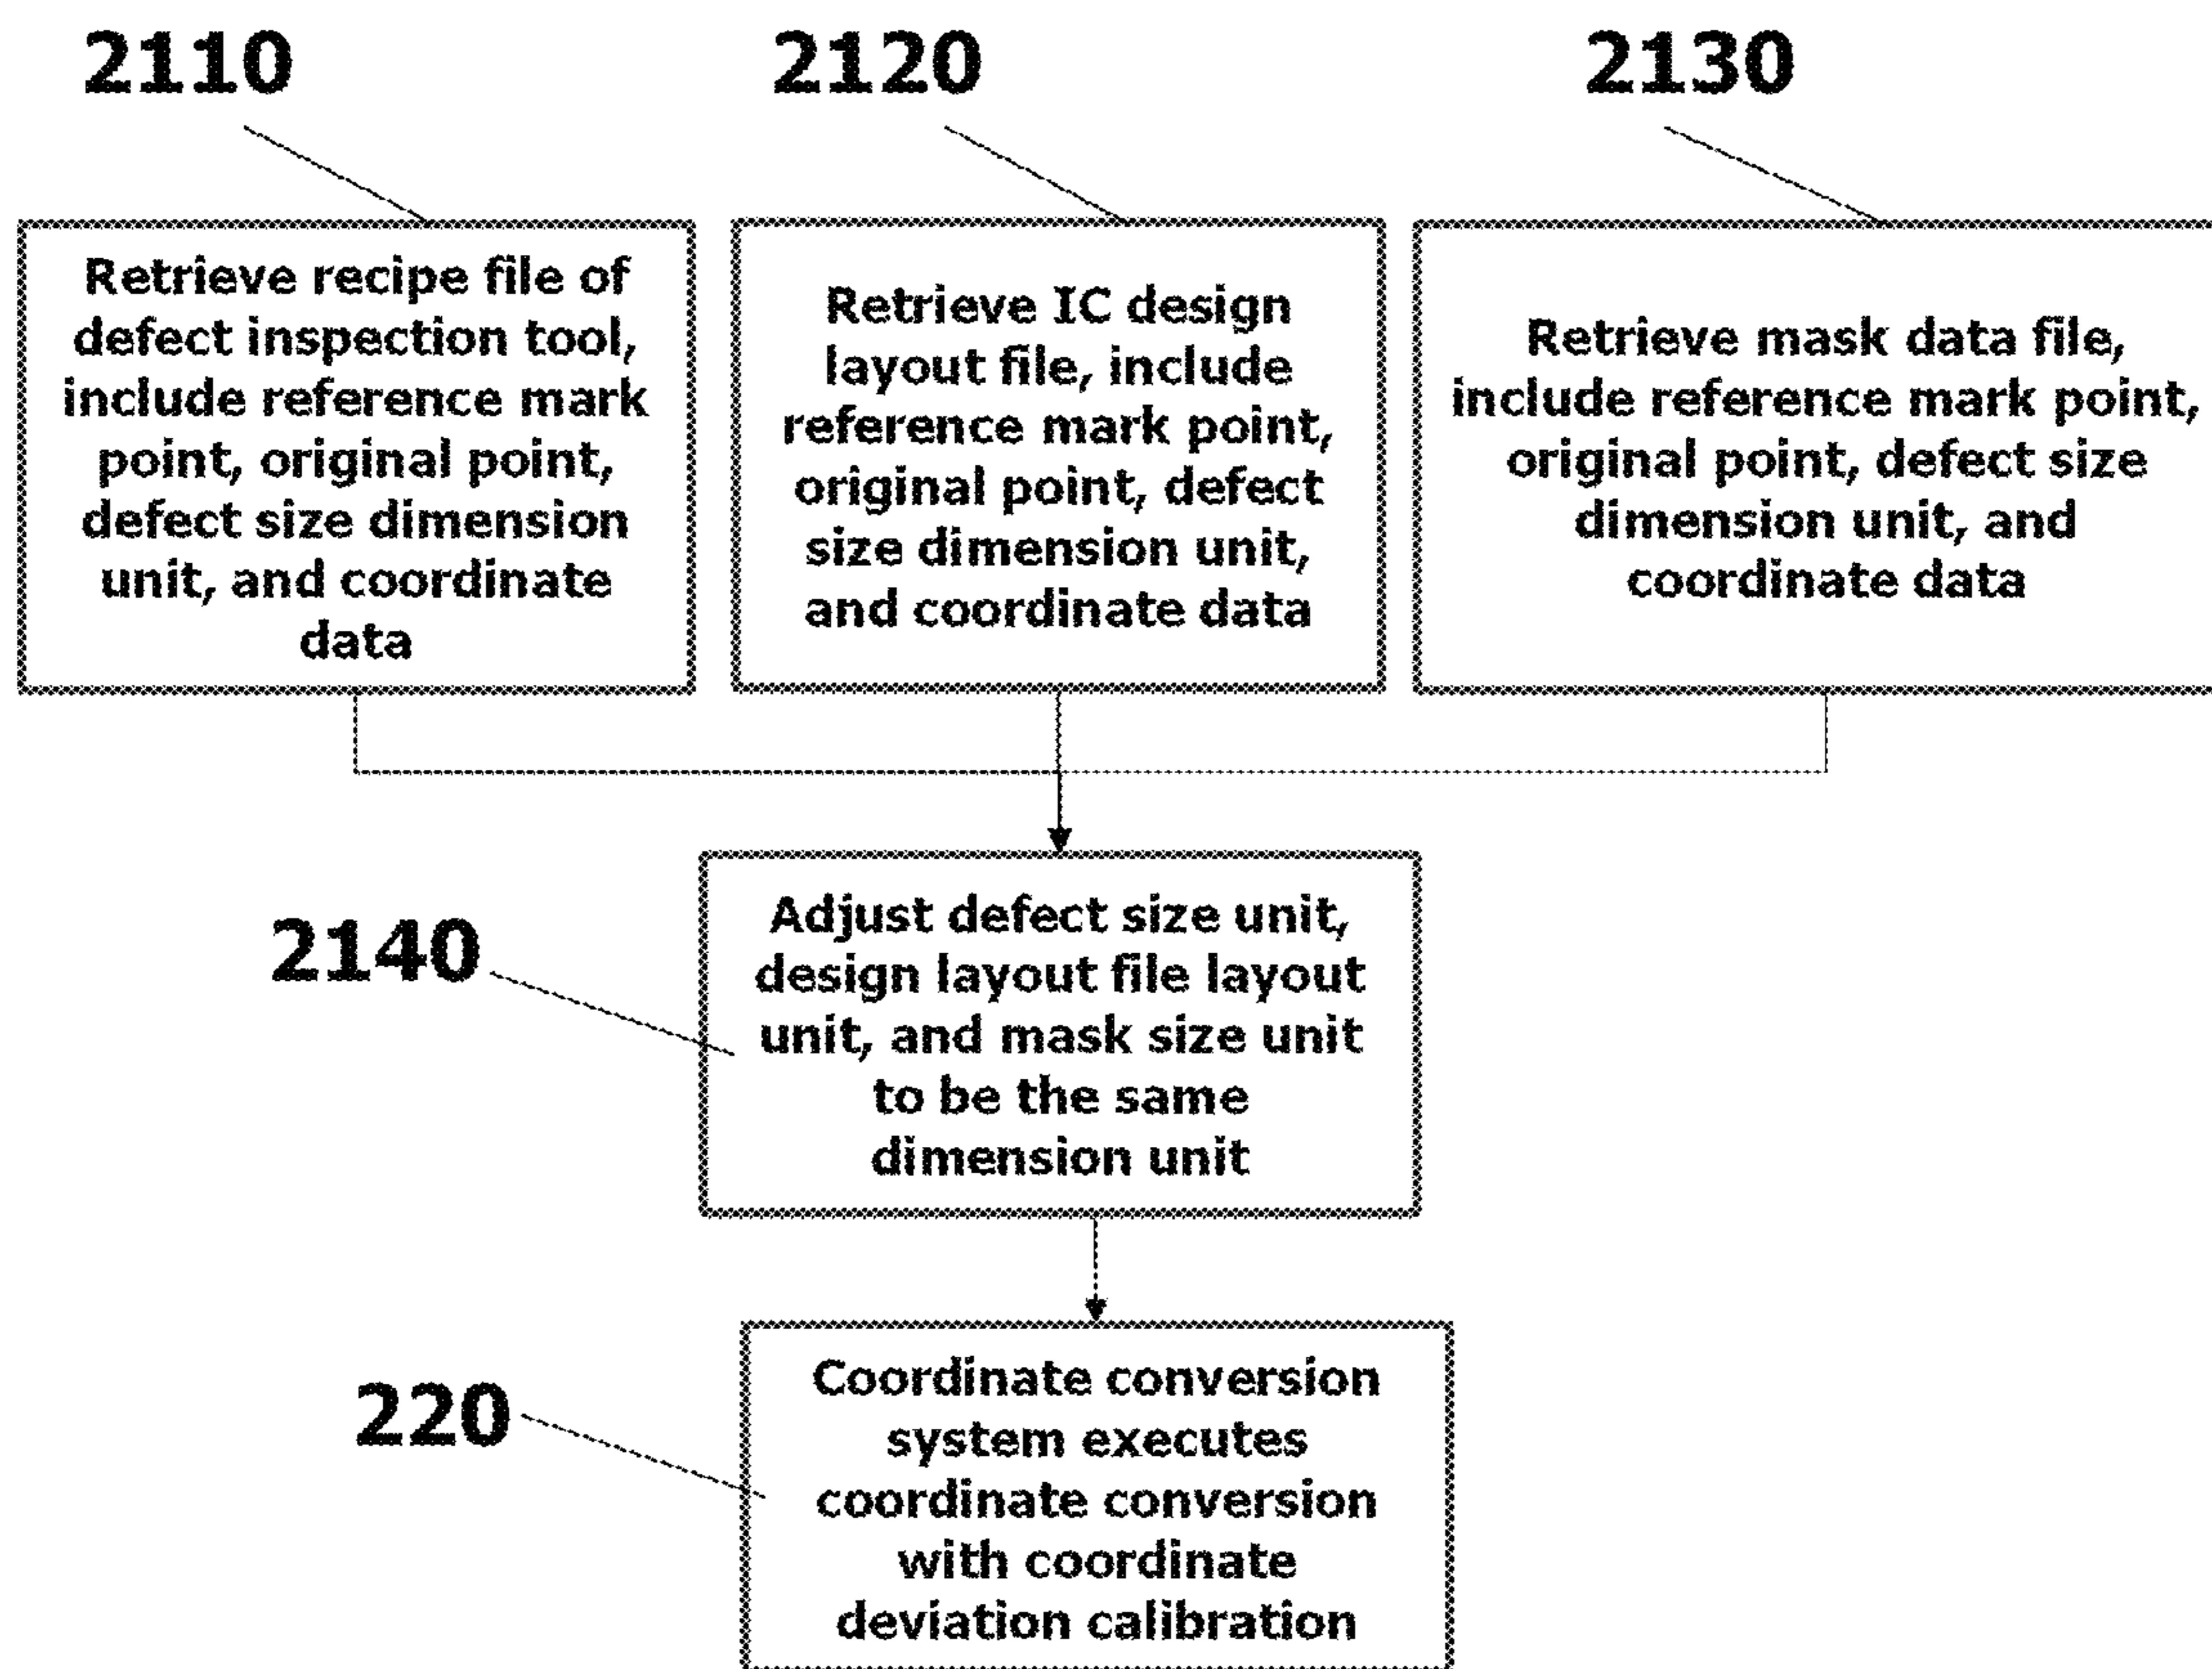 2110
2120
2130
Retrieve recipe file of
defect inspection tool,
include reference mark
point, original point,
defect size dimension
unit, and coordinate
data
Retrieve IC design
layout file, include
reference mark point,
original point, defect
size dimension unit,
and coordinate data
Retrieve mask data file,
include reference mark point,
original point, defect size
dimension unit, and
coordinate data
2140
Adjust defect size unit,
design layout file layout
unit, and mask size unit
to be the same
dimension unit
220
Coordinate conversion
system executes
coordinate conversion
with coordinate
deviation calibration